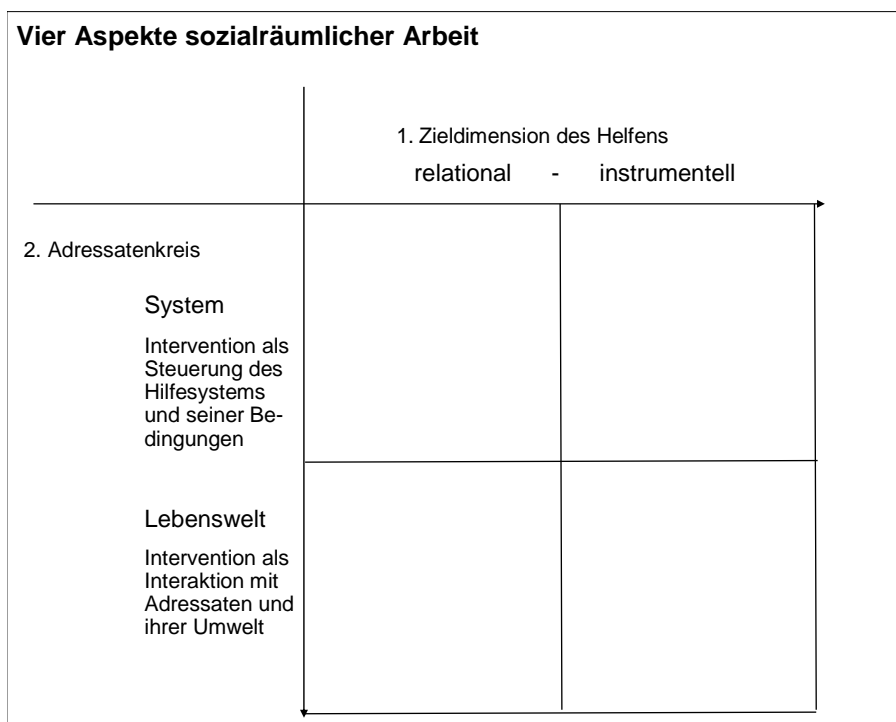 Vier Aspekte sozialräumlicher Arbeit
1. Zieldimension des Helfens
relational - instrumentell
2. Adressatenkreis
System
Intervention als
Steuerung des
Hilfesystems
und seiner Be-
dingungen
Lebenswelt
Intervention als
Interaktion mit
Adressaten und
ihrer Umwelt